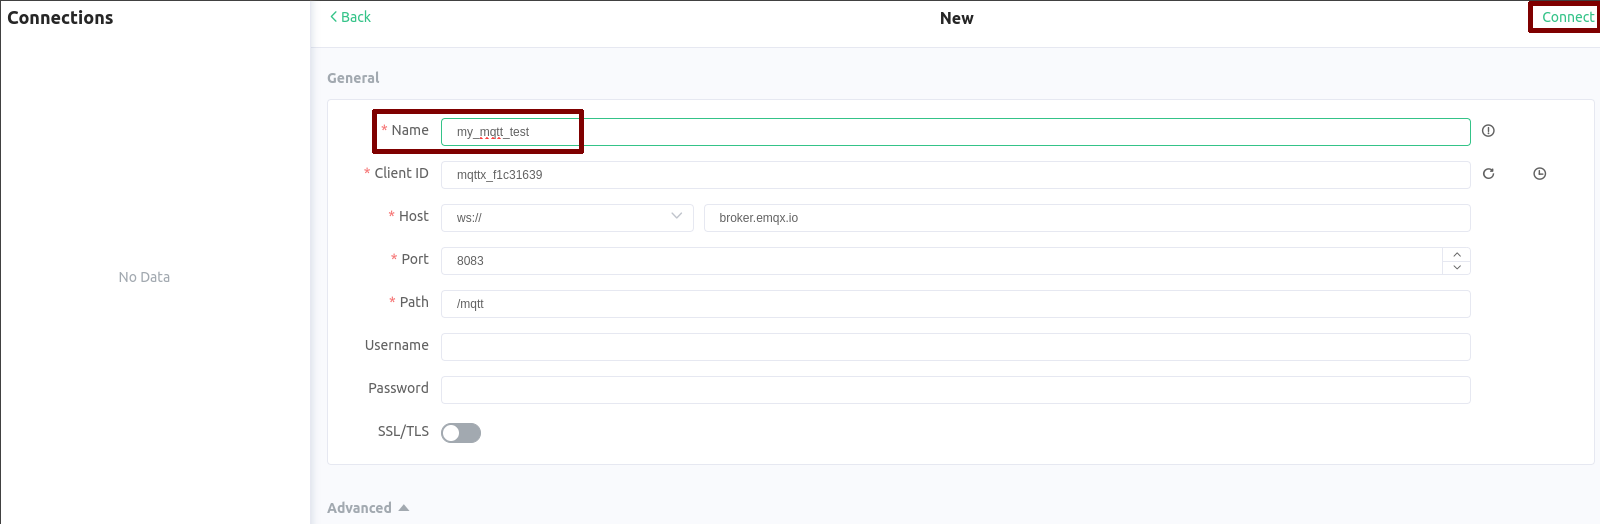 Connections
Back
New
Connect
General
* Name my_mqtt_test
* Client ID mqttx_f1c31639
* Host ws:// broker.emqx.io
* Port 8083
* Path /mqtt
Username
Password
SSL/TLS
No Data
Advanced